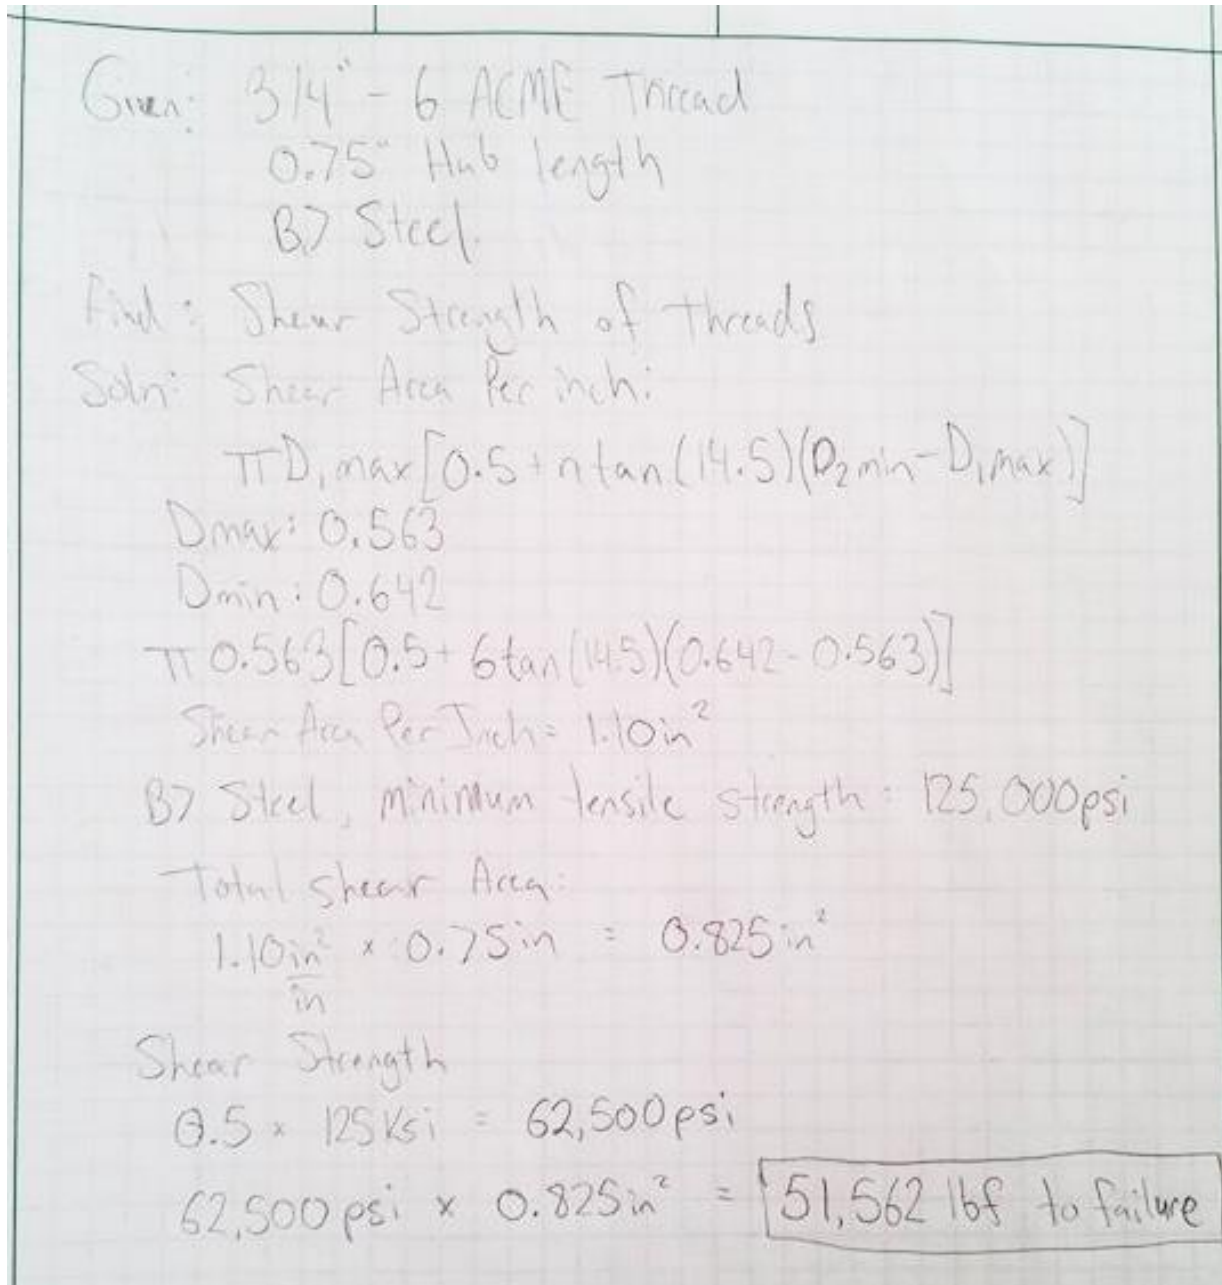 Given: 3/4" - 6 ACME Thread
0.75" Hub length
B7 Steel.
Find: Shear Strength of threads
Soln: Shear Area Per inch:
πD₁max[0.5+ntan(14.5)(D₂min-D₁max)]
Dmax: 0.563
Dmin: 0.642
π0.563[0.5+6tan(14.5)(0.642-0.563)]
Shear Area Per Inch = 1.10in²
B7 Steel, minimum tensile strength: 125,000psi
Total shear Area:
1.10 in²/in × 0.75in = 0.825in²
Shear Strength
0.5 × 125Ksi = 62,500psi
62,500psi × 0.825in² = 51,562 lbf to failure